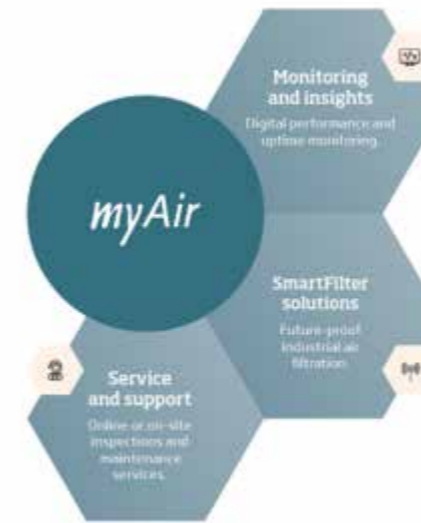 Monitoring
and insights
Digital performance and
uptime monitoring.
myAir
SmartFilter
solutions
Future-proof
industrial air
filtration
Service
and support
Online or on-site
inspections and
maintenance
services.